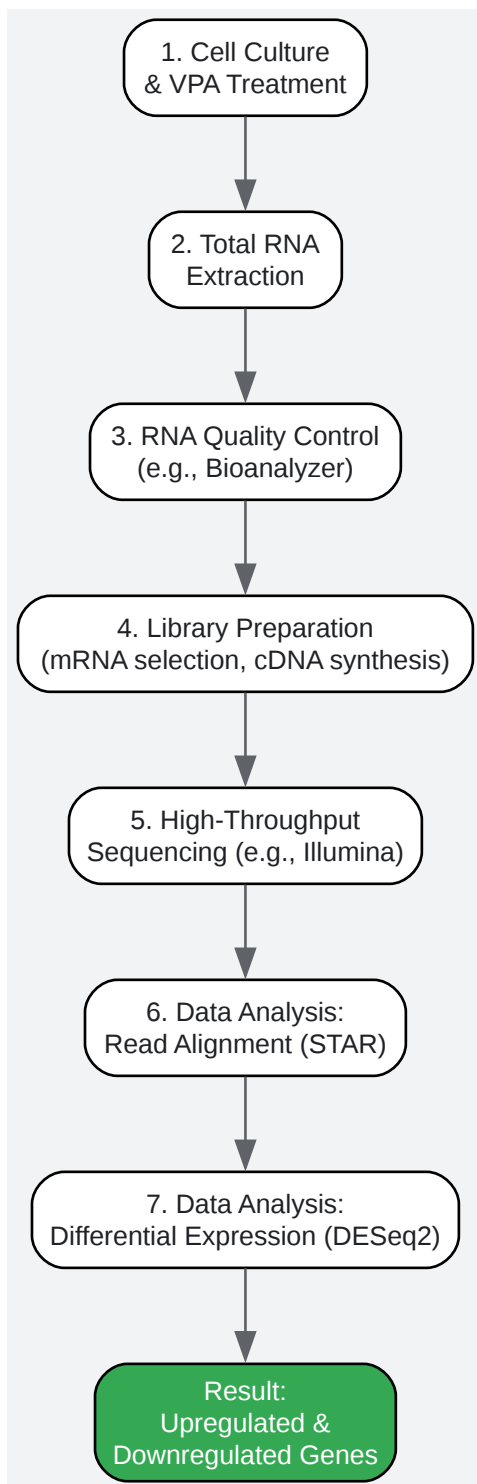 1. Cell Culture
& VPA Treatment
2. Total RNA
Extraction
3. RNA Quality Control
(e.g., Bioanalyzer)
4. Library Preparation
(mRNA selection, cDNA synthesis)
5. High-Throughput
Sequencing (e.g., Illumina)
6. Data Analysis:
Read Alignment (STAR)
7. Data Analysis:
Differential Expression (DESeq2)
Result:
Upregulated &
Downregulated Genes